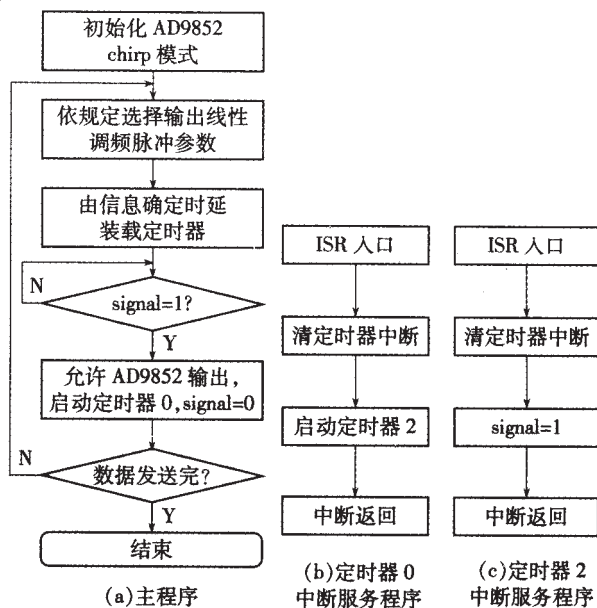 初始化 AD9852
chirp 模式
依规定选择输出线性
调频脉冲参数
由信息确定时延
装载定时器
N
signal=1?
Y
允许 AD9852 输出,
启动定时器 0,signal=0
N
数据发送完?
Y
结束
(a)主程序
ISR 入口
清定时器中断
启动定时器 2
中断返回
(b)定时器 0
中断服务程序
ISR 入口
清定时器中断
signal=1
中断返回
(c)定时器 2
中断服务程序